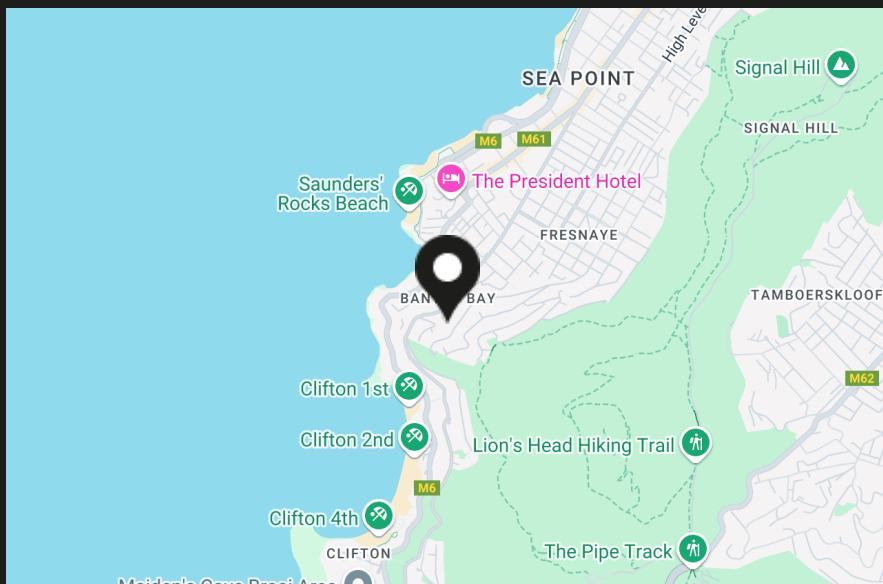 High Leve
SEA POINT
Signal Hill
SIGNAL HILL
M6
M61
Saunders'
Rocks Beach
The President Hotel
FRESNAYE
BAN BAY
TAMBOERSKLOOF
Clifton 1st
M62
Clifton 2nd
Lion's Head Hiking Trail
M6
Clifton 4th
The Pipe Track
CLIFTON